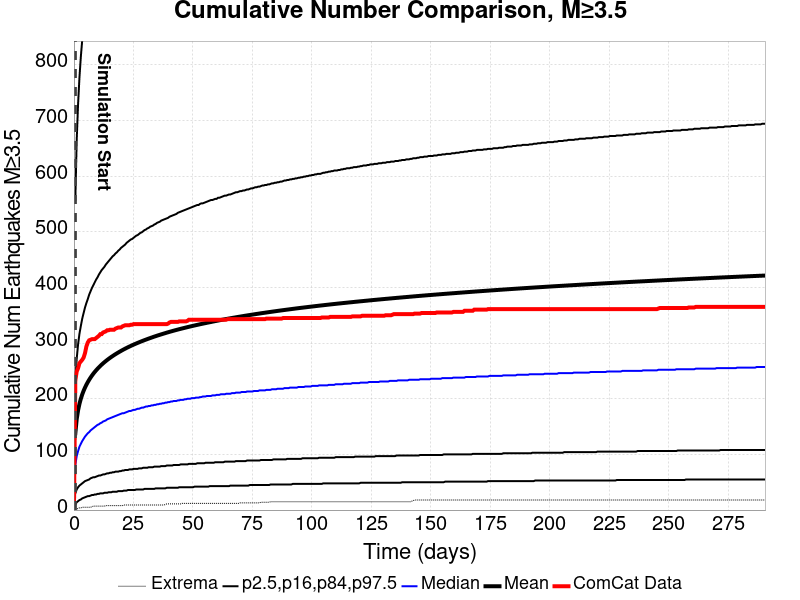 Cumulative Number Comparison, M≥3.5
Cumulative Num Earthquakes M≥3.5
800
700
600
500
400
300
200
100
0
Simulation Start
0 25 50 75 100 125 150 175 200 225 250 275
Time (days)
Extrema p2.5,p16,p84,p97.5 Median Mean ComCat Data